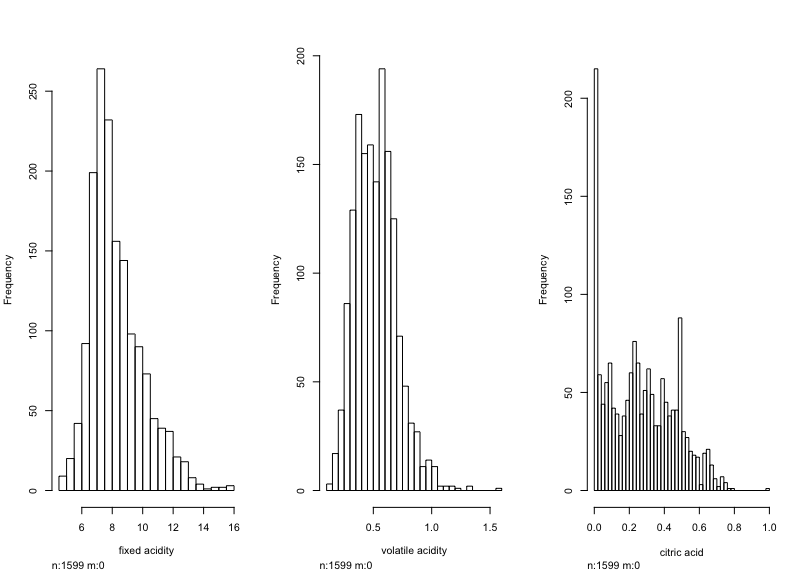 Frequency
0
50
100
150
200
250
6 8 10 12 14 16
fixed acidity
n:1599 m:0
Frequency
0
50
100
150
200
0.5 1.0 1.5
volatile acidity
n:1599 m:0
Frequency
0
50
100
150
200
0.0 0.2 0.4 0.6 0.8 1.0
citric acid
n:1599 m:0